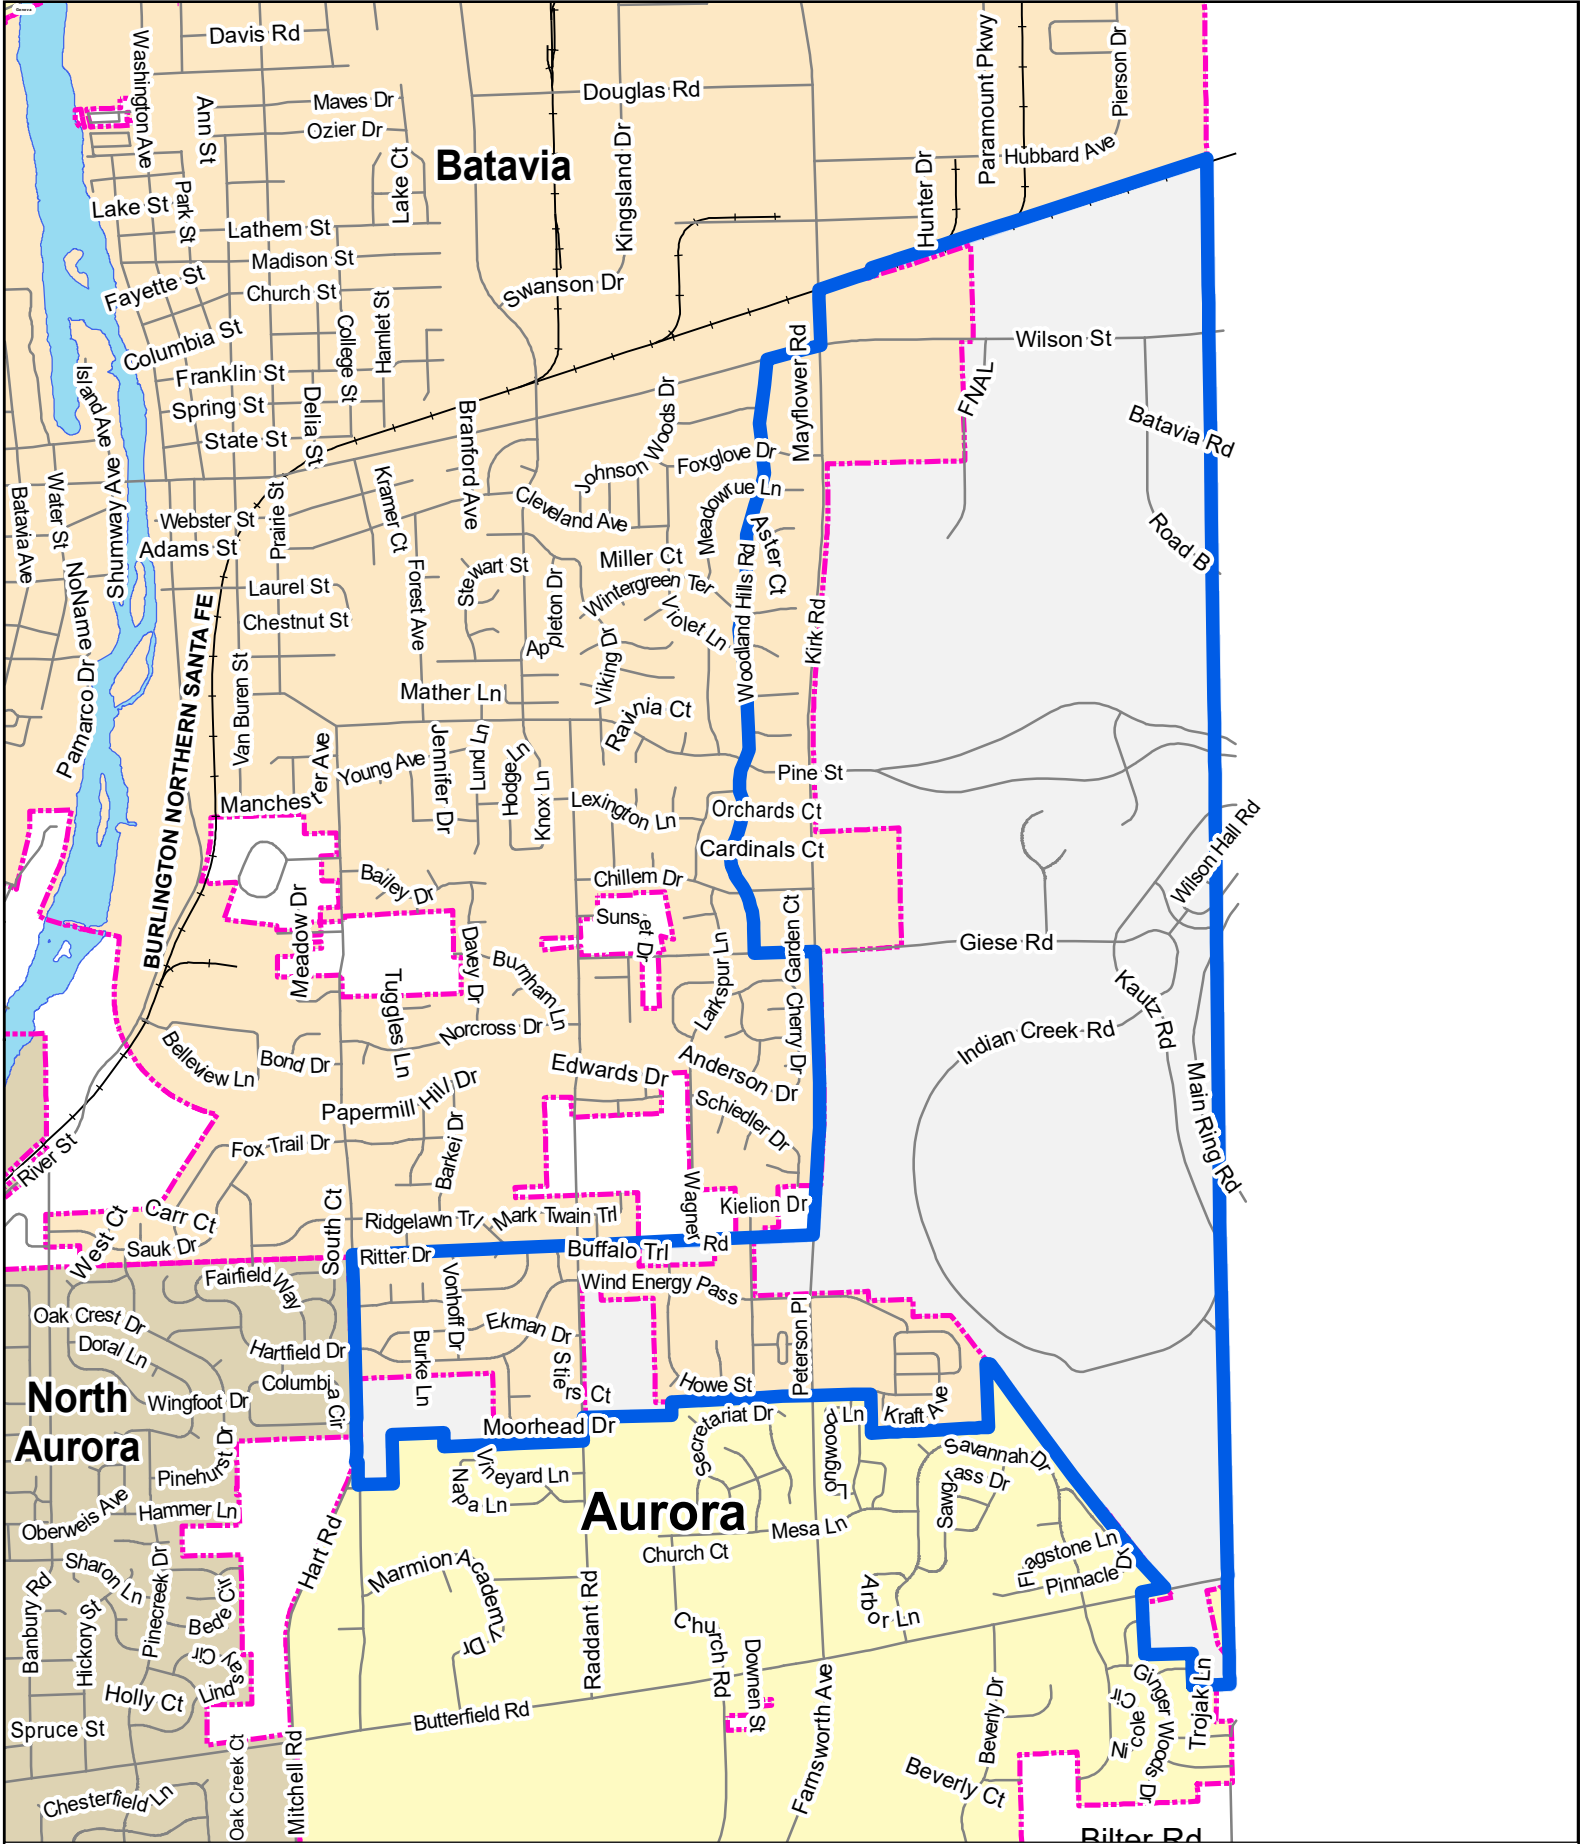 Geneva
Davis Rd
Washington Ave
Ann St
Maves Dr
Ozier Dr
Lake Ct
Batavia
Douglas Rd
Kingsland Dr
Paramount Pkwy
Pierson Dr
Hubbard Ave
Hunter Dr
Lake St
Park St
Lathem St
Madison St
Fayette St
Church St
Swanson Dr
Columbia St
College St
Hamlet St
Franklin St
Spring St
State St
Delia St
Island Ave
Shumway Ave
Mayflower Rd
Wilson St
FNAL
Batavia Rd
Road B
Branford Ave
Johnson Woods Dr
Foxglove Dr
Meadowrue Ln
Cleveland Ave
Aster Ct
Kramer Ct
Prairie St
Webster St
Adams St
Water St
Batavia Ave
NoName
Pamarco Dr
Laurel St
Chestnut St
Forest Ave
Stewart St
Appleton Dr
Miller Ct
Wintergreen Ter
Violet Ln
Woodland Hills Rd
Kirk Rd
BURLINGTON NORTHERN SANTA FE
Van Buren St
Mather Ln
Viking Dr
Ravinia Ct
Manchester Ave
Young Ave
Jennifer Dr
Lund Ln
Hodge Ln
Knox Ln
Lexington Ln
Pine St
Orchards Ct
Cardinals Ct
Wilson Hall Rd
Bailey Dr
Chillem Dr
Meadow Dr
Sunset Dr
Garden Ct
Giese Rd
Davey Dr
Burnham Ln
Larkspur Ln
Tuggles Ln
Norcross Dr
Cherry Dr
Kautz Rd
Indian Creek Rd
Main Ring Rd
Belleview Ln
Bond Dr
Edwards Dr
Anderson Dr
Schiedler Dr
Papermill Hill Dr
Barkei Dr
Fox Trail Dr
River St
Wagner Rd
Kielion Dr
Carr Ct
West Ct
Sauk Dr
South Ct
Ridgelawn Trl
Mark Twain Trl
Ritter Dr
Buffalo Trl
Fairfield Way
Vonhoff Dr
Wind Energy Pass
Peterson Pl
Oak Crest Dr
Doral Ln
Hartfield Dr
Ekman Dr
Burke Ln
Stiers Ct
Columbia Cir
Howe St
North
Aurora
Wingfoot Dr
Moorhead Dr
Secretariat Dr
Longwood Ln
Kraft Ave
Savannah Dr
Pinehurst Dr
Vineyard Ln
Napa Ln
Sawgrass Dr
Hammer Ln
Oberweis Ave
Aurora
Mesa Ln
Hart Rd
Church Ct
Flagstone Ln
Pinnacle Dr
Sharon Ln
Pinecreek Dr
Marmion Academy Dr
Raddant Rd
Arbor Ln
Banbury Rd
Hickory St
Bede Cir
Church Rd
Downen St
Lindsay Cir
Holly Ct
Spruce St
Butterfield Rd
Farnsworth Ave
Beverly Dr
Beverly Ct
Ginger Woods Dr
Nicole Cir
Trojak Ln
Oak Creek Ct
Mitchell Rd
Chesterfield Ln
Bilter Rd